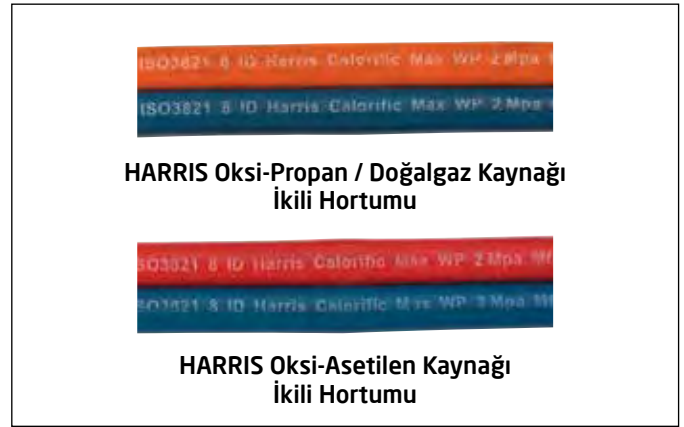 ISO3821 8 ID Harris Calorific Max WP 2 Mpa
ISO3821 8 ID Harris Calorific Max WP 2 Mpa
HARRIS Oksi-Propan / Doğalgaz Kaynağı
İkili Hortumu
SO3821 8 ID Harris Calorific Max WP 2 Mpa
SO3821 8 ID Harris Calorific Max WP 2 Mpa
HARRIS Oksi-Asetilen Kaynağı
İkili Hortumu